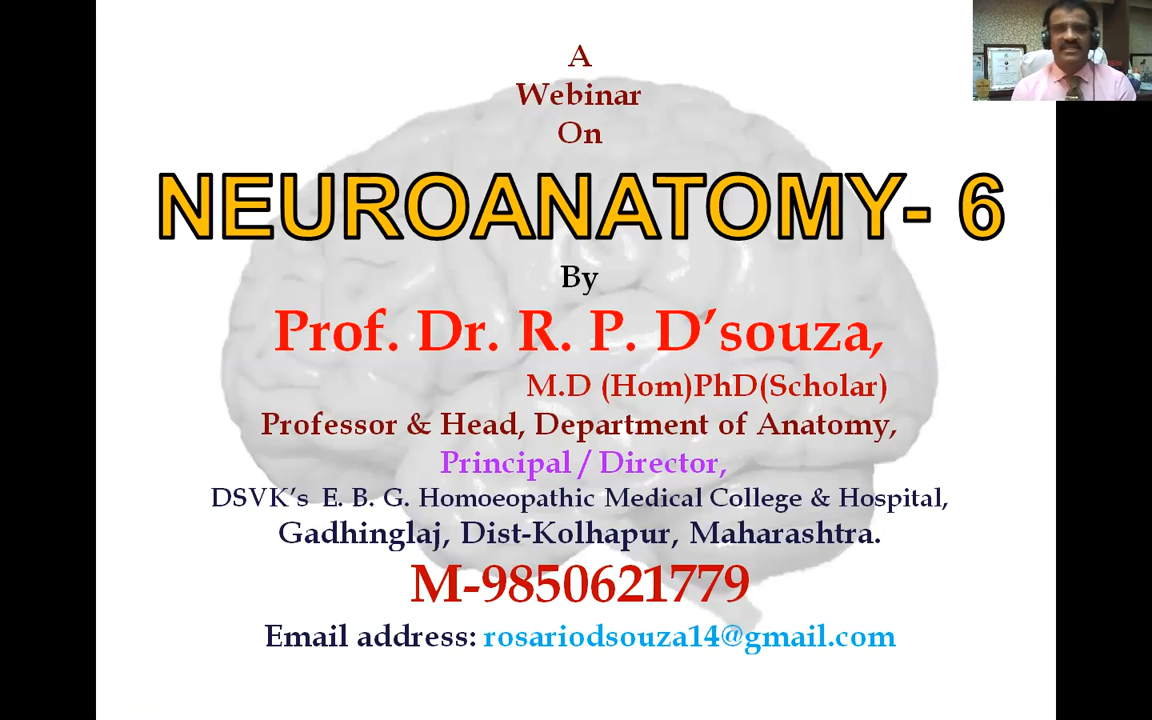 A
Webinar
On
NEUROANATOMY- 6
By
Prof. Dr. R. P. D’souza,
M.D (Hom)PhD(Scholar)
Professor & Head, Department of Anatomy,
Principal / Director,
DSVK’s E. B. G. Homoeopathic Medical College & Hospital,
Gadhinglaj, Dist-Kolhapur, Maharashtra.
M-9850621779
Email address: rosariodsouza14@gmail.com